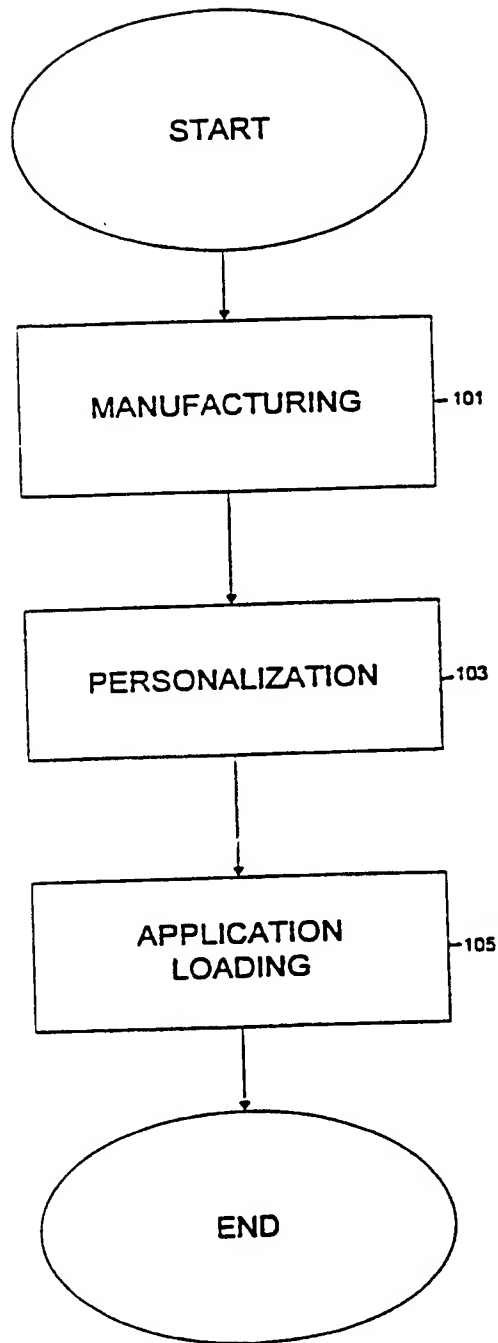 START
MANUFACTURING
101
PERSONALIZATION
103
APPLICATION
LOADING
105
END